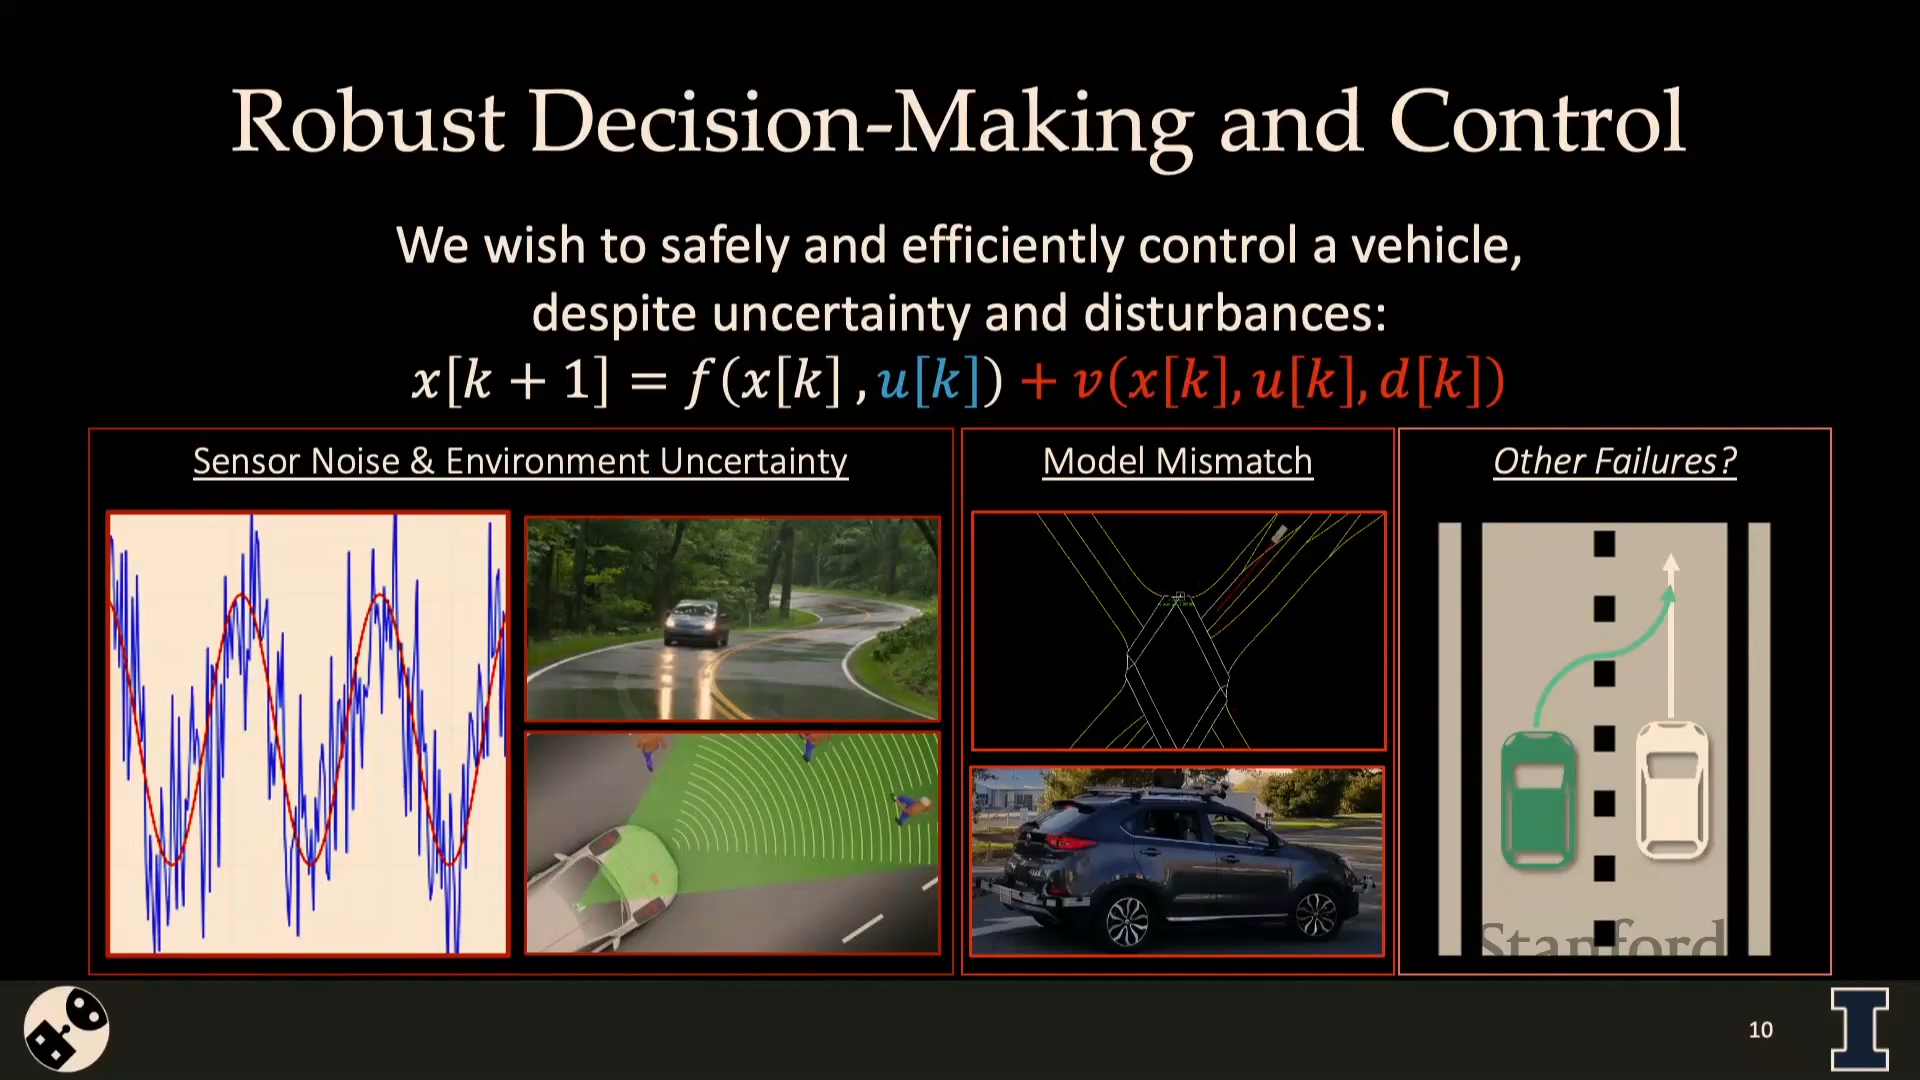 Robust Decision-Making and Control
We wish to safely and efficiently control a vehicle,
despite uncertainty and disturbances:
x[k + 1] = f(x[k] , u[k]) + v(x[k], u[k], d[k])
Sensor Noise & Environment Uncertainty
Model Mismatch
Other Failures?
Stanford
10
I